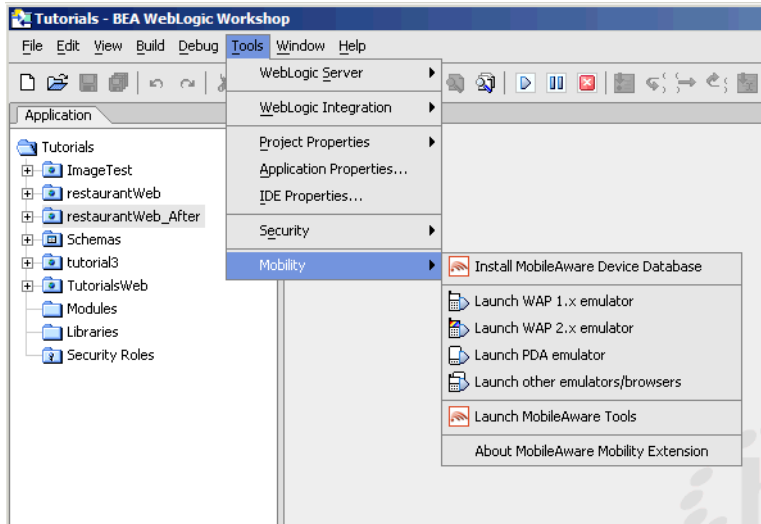 Tutorials - BEA WebLogic Workshop
File Edit View Build Debug Tools Window Help
Application
Tutorials
ImageTest
restaurantWeb
restaurantWeb_After
Schemas
tutorial3
TutorialsWeb
Modules
Libraries
Security Roles
WebLogic Server
WebLogic Integration
Project Properties
Application Properties...
IDE Properties...
Security
Mobility
Install MobileAware Device Database
Launch WAP 1.x emulator
Launch WAP 2.x emulator
Launch PDA emulator
Launch other emulators/browsers
Launch MobileAware Tools
About MobileAware Mobility Extension